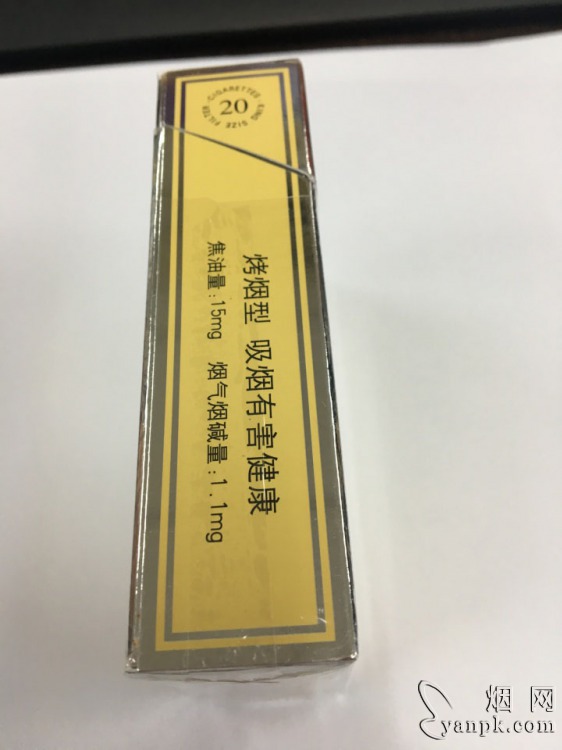 CIGARETTES KING SIZE FILTER
20
烤烟型 吸烟有害健康
焦油量:15mg 烟气烟碱量:1.1mg
烟网
yanpk.com